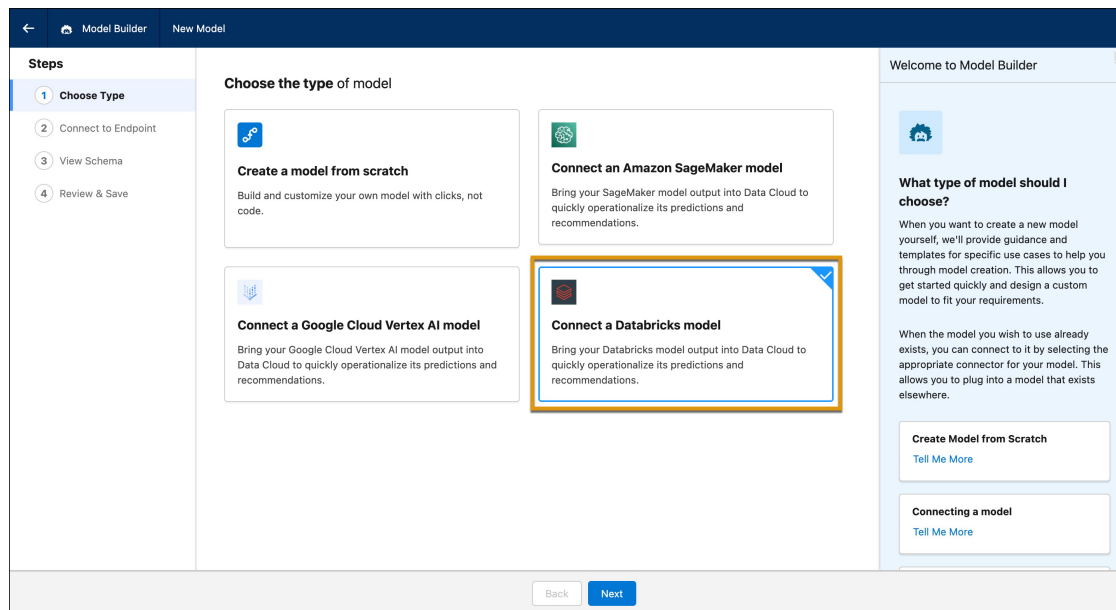 Model Builder
New Model
Steps
1 Choose Type
2 Connect to Endpoint
3 View Schema
4 Review & Save
Choose the type of model
Create a model from scratch
Build and customize your own model with clicks, not
code.
Connect an Amazon SageMaker model
Bring your SageMaker model output into Data Cloud to
quickly operationalize its predictions and
recommendations.
Connect a Google Cloud Vertex AI model
Bring your Google Cloud Vertex AI model output into
Data Cloud to quickly operationalize its predictions and
recommendations.
Connect a Databricks model
Bring your Databricks model output into Data Cloud to
quickly operationalize its predictions and
recommendations.
Back
Next
Welcome to Model Builder
What type of model should I
choose?
When you want to create a new model
yourself, we'll provide guidance and
templates for specific use cases to help you
through model creation. This allows you to
get started quickly and design a custom
model to fit your requirements.
When the model you wish to use already
exists, you can connect to it by selecting the
appropriate connector for your model. This
allows you to plug into a model that exists
elsewhere.
Create Model from Scratch
Tell Me More
Connecting a model
Tell Me More